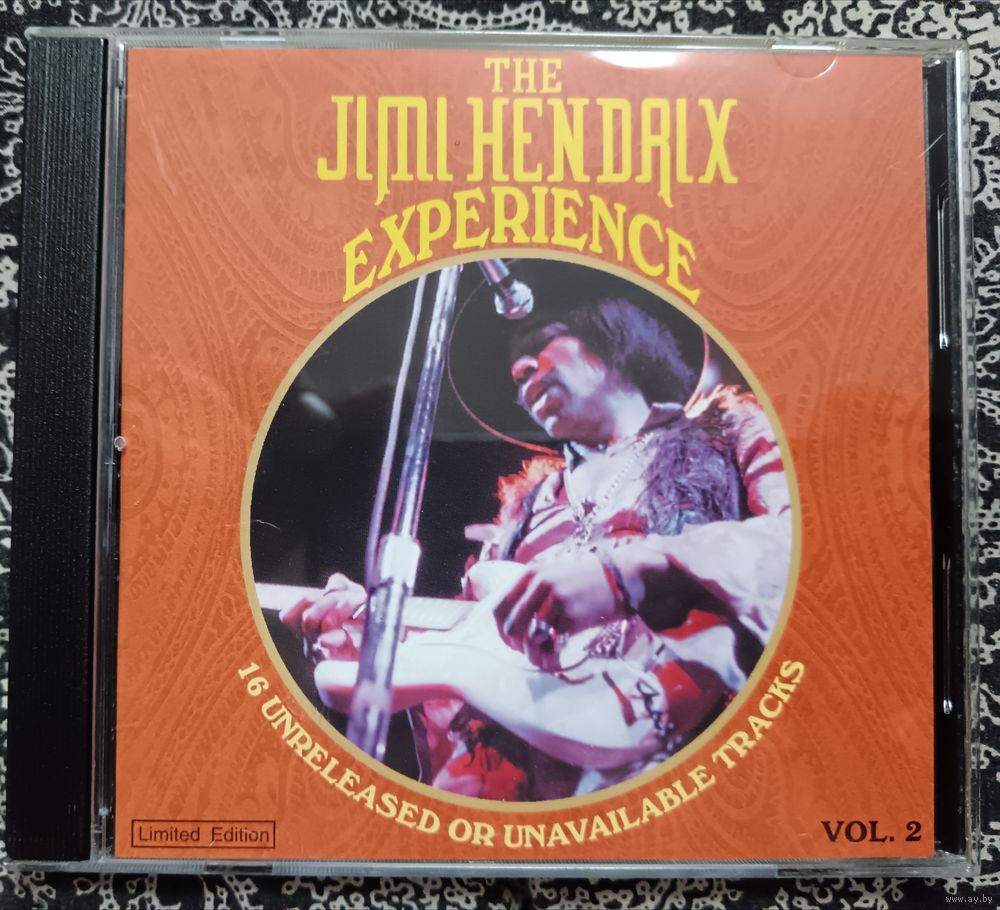 THE
JIMI HENDRIX
EXPERIENCE
16 UNRELEASED OR UNAVAILABLE TRACKS
Limited Edition
VOL. 2
www.ay.by